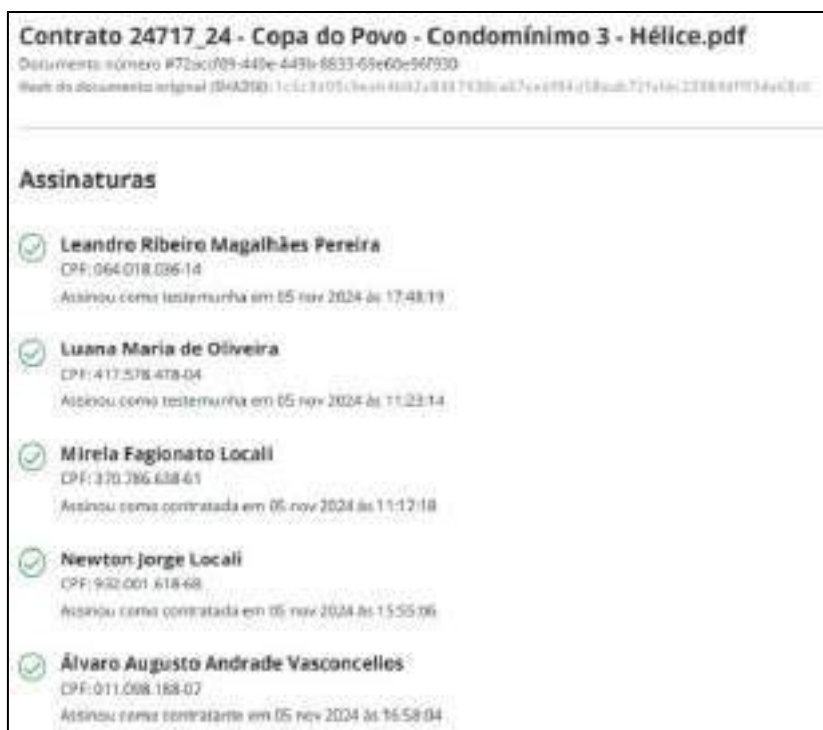 Contrato 24717_24 - Copa do Povo - Condomínimo 3 - Hélice.pdf
Documento número
Hash do documento original (SHA256):
Assinaturas
Leandro Ribeiro Magalhães Pereira
CPF: 064.018.036-14
Assinou como testemunha em 05 nov 2024 às 17:48:19
Luana Maria de Oliveira
CPF: 417.578.478-04
Assinou como testemunha em 05 nov 2024 às 11:23:14
Mirela Fagionato Locali
CPF: 370.786.638-61
Assinou como contratada em 05 nov 2024 às 11:17:18
Newton Jorge Locali
CPF: 932.001.618-68
Assinou como contratada em 05 nov 2024 às 15:55:06
Álvaro Augusto Andrade Vasconcellos
CPF: 011.098.188-07
Assinou como contratante em 05 nov 2024 às 16:58:04